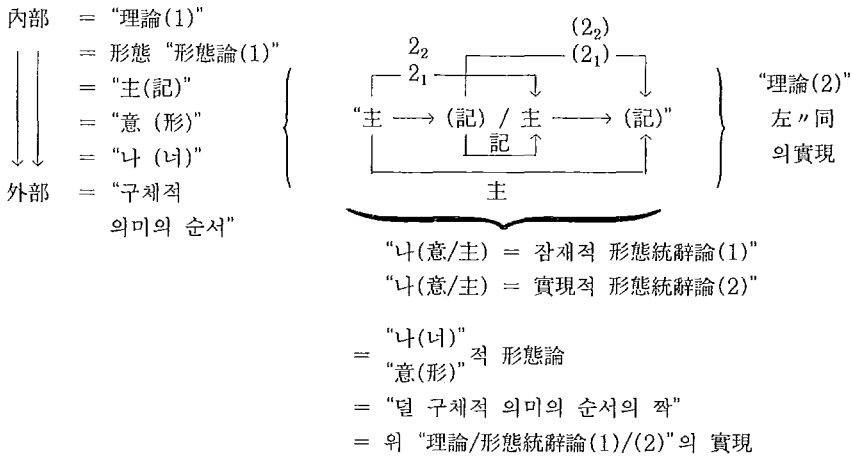 內部 = “理論(1)”
= 形態 “形態論(1)”
= “主(記)”
= “意 (形)”
= “나 (너)”
外部 = “구체적
의미의 순서”
(2₂)
2₂ (2₁)
2₁
“主 → (記) / 主 → (記)”
記
主
“理論(2)”
左〃同
의實現
“나(意/主) = 잠재적 形態統辭論(1)”
“나(意/主) = 實現的 形態統辭論(2)”
= “나(너)”
“意(形)” 적 形態論
= “덜 구체적 의미의 순서의 짝”
= 위 “理論/形態統辭論(1)/(2)”의 實現